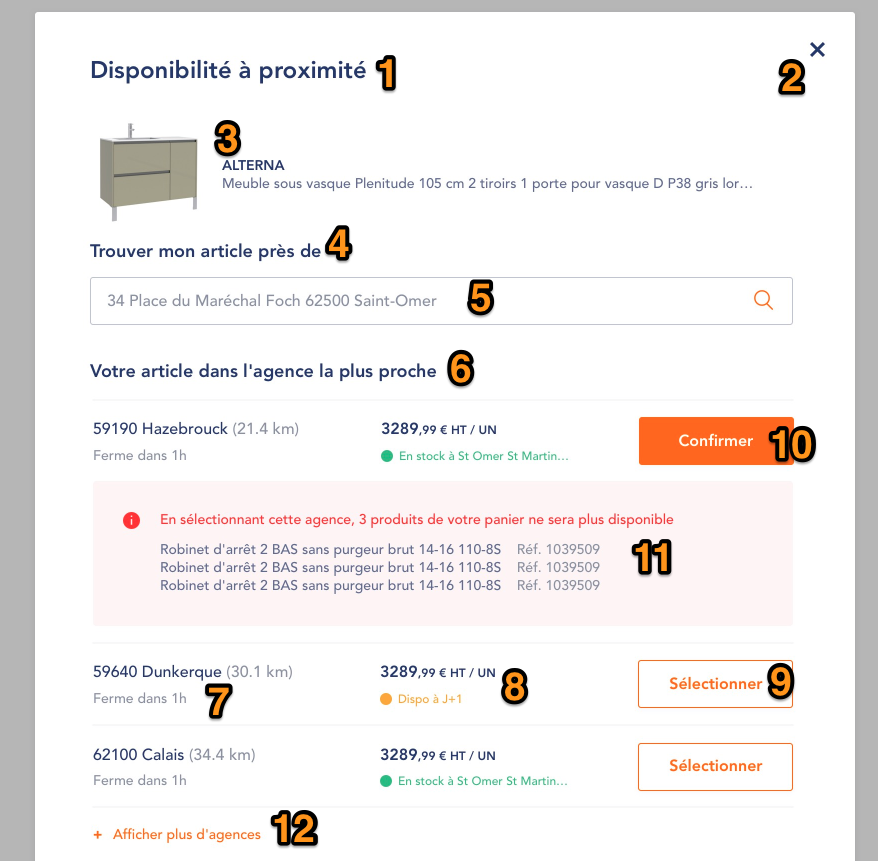 Disponibilité à proximité 1
2
3
ALTERNA
Meuble sous vasque Plenitude 105 cm 2 tiroirs 1 porte pour vasque D P38 gris lor...
Trouver mon article près de 4
34 Place du Maréchal Foch 62500 Saint-Omer 5
Votre article dans l'agence la plus proche 6
59190 Hazebrouck (21.4 km) 3289,99 € HT / UN
Confirmer 10
Ferme dans 1h En stock à St Omer St Martin...
En sélectionnant cette agence, 3 produits de votre panier ne sera plus disponible
Robinet d'arrêt 2 BAS sans purgeur brut 14-16 110-8S Réf. 1039509
Robinet d'arrêt 2 BAS sans purgeur brut 14-16 110-8S Réf. 1039509
Robinet d'arrêt 2 BAS sans purgeur brut 14-16 110-8S Réf. 1039509
11
59640 Dunkerque (30.1 km) 3289,99 € HT / UN
8
Sélectionner 9
Ferme dans 1h 7 Dispo à J+1
62100 Calais (34.4 km) 3289,99 € HT / UN
Sélectionner
Ferme dans 1h En stock à St Omer St Martin...
+ Afficher plus d'agences 12